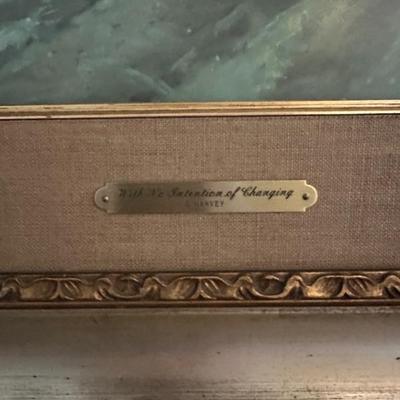 With No Intention of Changing
G HARVEY